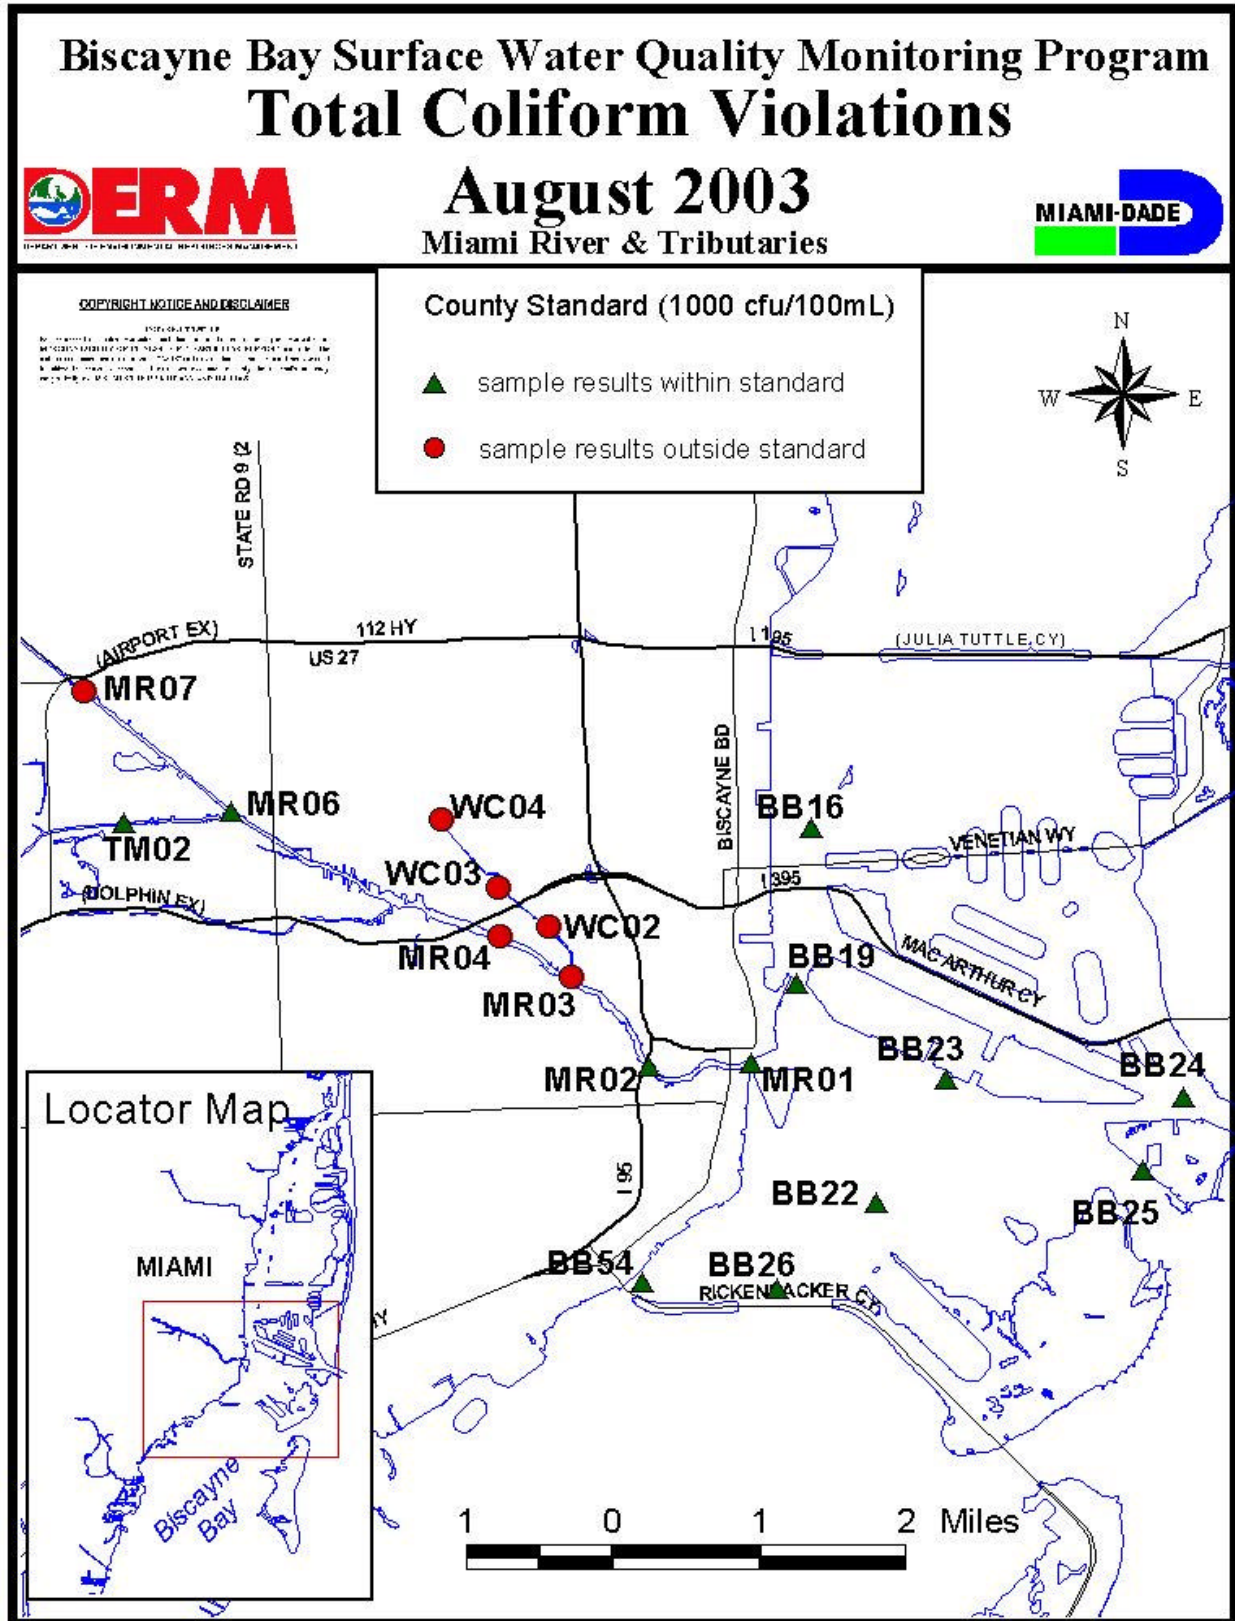 Biscayne Bay Surface Water Quality Monitoring Program
Total Coliform Violations
DERM
August 2003
MIAMI-DADE
Miami River & Tributaries
COPYRIGHT NOTICE AND DISCLAIMER
County Standard (1000 cfu/100mL)
sample results within standard
sample results outside standard
N
W
E
S
STATE RD 9 (2
(AIRPORT EX)
112 HY
US 27
I 195
(JULIA TUTTLE CY)
MR07
BISCAYNE BD
MR06
WC04
BB16
TM02
VENETIAN WY
WC03
I 395
(DOLPHIN EX)
WC02
MR04
BB19
MAC ARTHUR CY
MR03
BB23
BB24
MR02
MR01
Locator Map
I 95
BB22
BB25
MIAMI
BB54
BB26
RICKENBACKER CY
HY
Biscayne
Bay
1 0 1 2 Miles